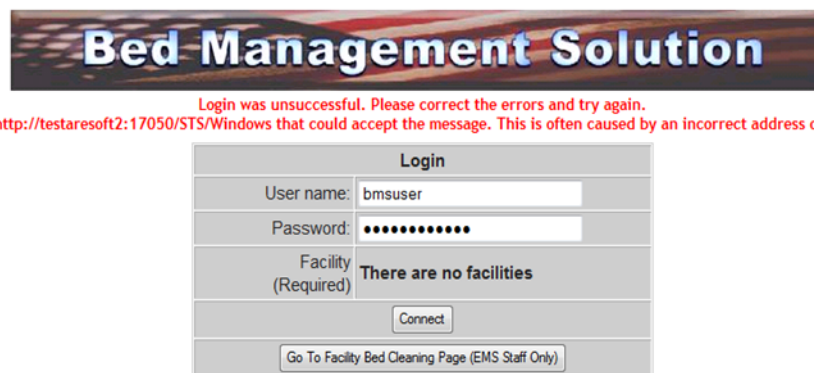 Bed Management Solution
Login was unsuccessful. Please correct the errors and try again.
http://testaresoft2:17050/STS/Windows that could accept the message. This is often caused by an incorrect address
Login
User name: bmsuser
Password: ●●●●●●●●●●●●
Facility
(Required) There are no facilities
Connect
Go To Facility Bed Cleaning Page (EMS Staff Only)